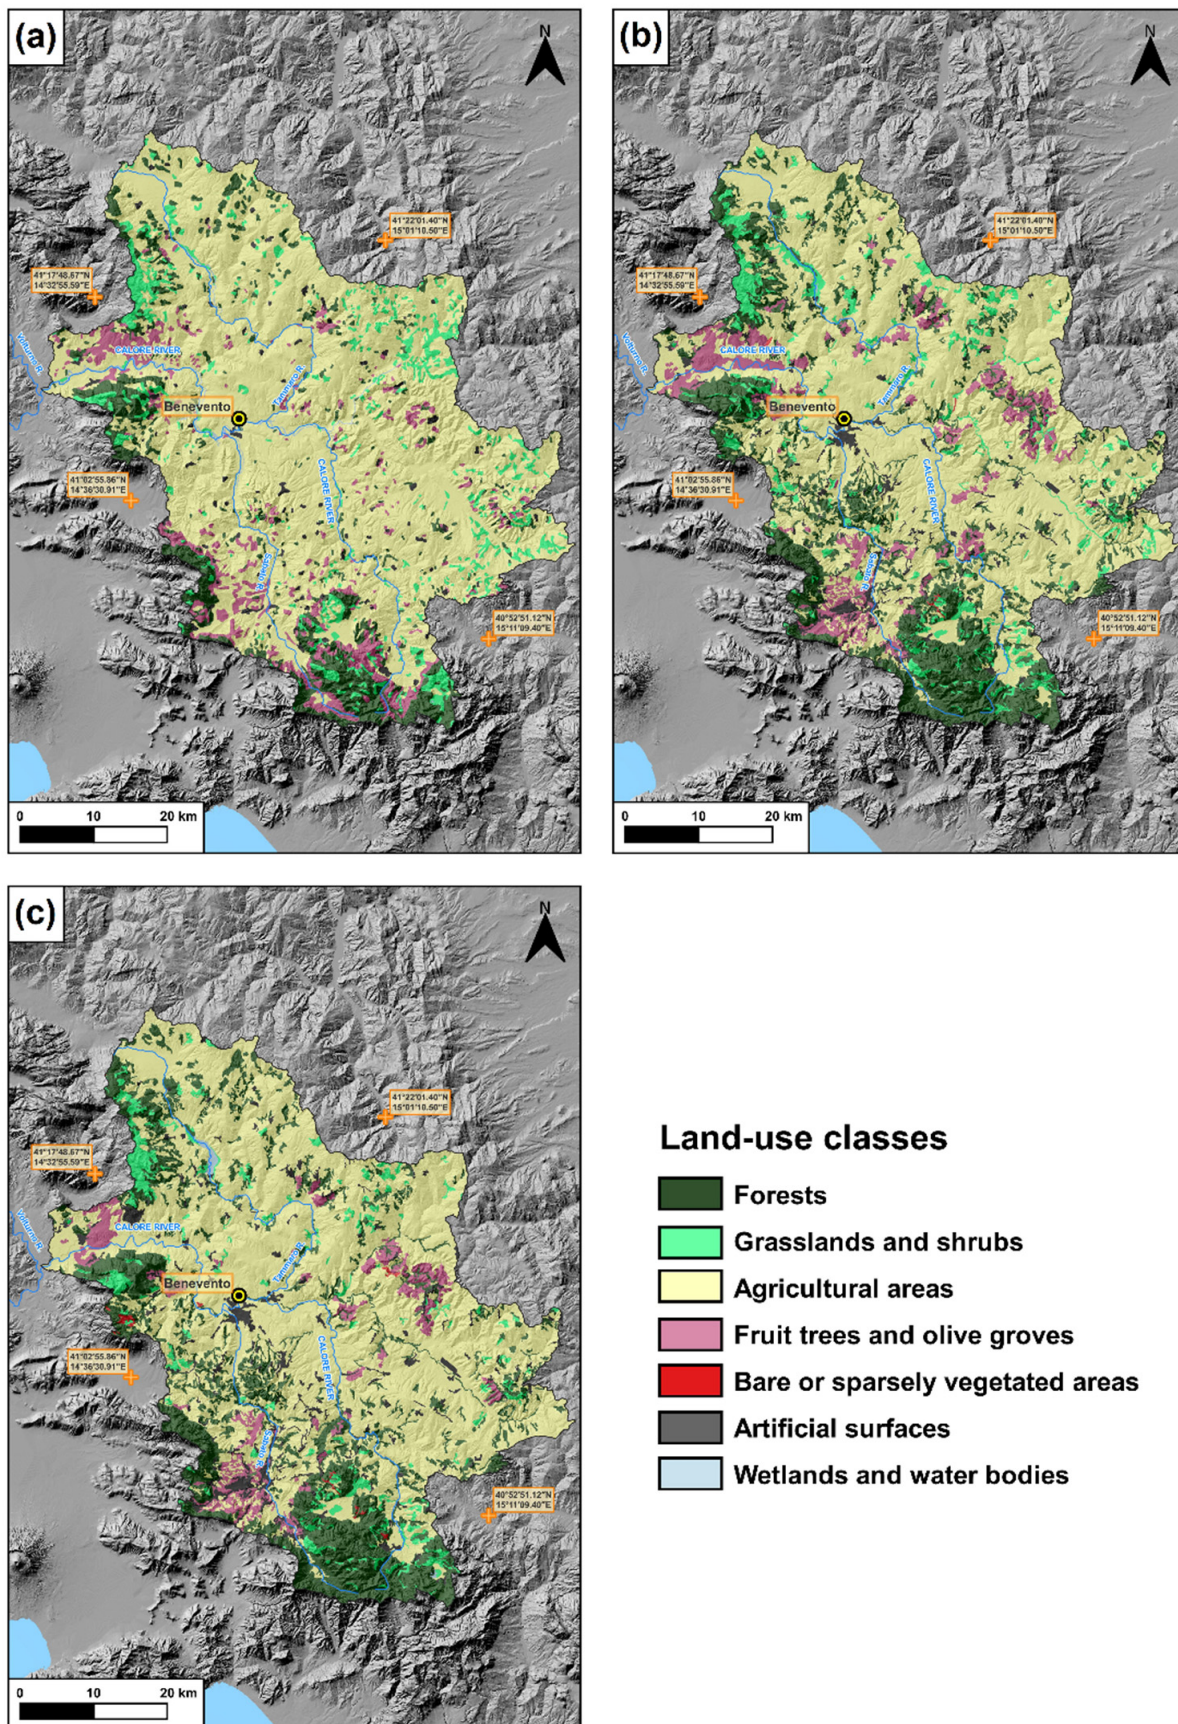 (a)
N
41°22'01.40"N
15°01'10.50"E
41°17'48.67"N
14°32'55.59"E
Volturno R.
CALORE RIVER
Tammaro R.
Benevento
41°02'55.86"N
14°36'30.91"E
CALORE RIVER
Sabato R.
40°52'51.12"N
15°11'09.40"E
0 10 20 km
(b)
N
41°22'01.40"N
15°01'10.50"E
41°17'48.67"N
14°32'55.59"E
Volturno R.
CALORE RIVER
Tammaro R.
Benevento
41°02'55.86"N
14°36'30.91"E
CALORE RIVER
Sabato R.
40°52'51.12"N
15°11'09.40"E
0 10 20 km
(c)
N
41°22'01.40"N
15°01'10.50"E
41°17'48.67"N
14°32'55.59"E
Volturno R.
CALORE RIVER
Tammaro R.
Benevento
41°02'55.86"N
14°36'30.91"E
CALORE RIVER
Sabato R.
40°52'51.12"N
15°11'09.40"E
0 10 20 km
Land-use classes
Forests
Grasslands and shrubs
Agricultural areas
Fruit trees and olive groves
Bare or sparsely vegetated areas
Artificial surfaces
Wetlands and water bodies